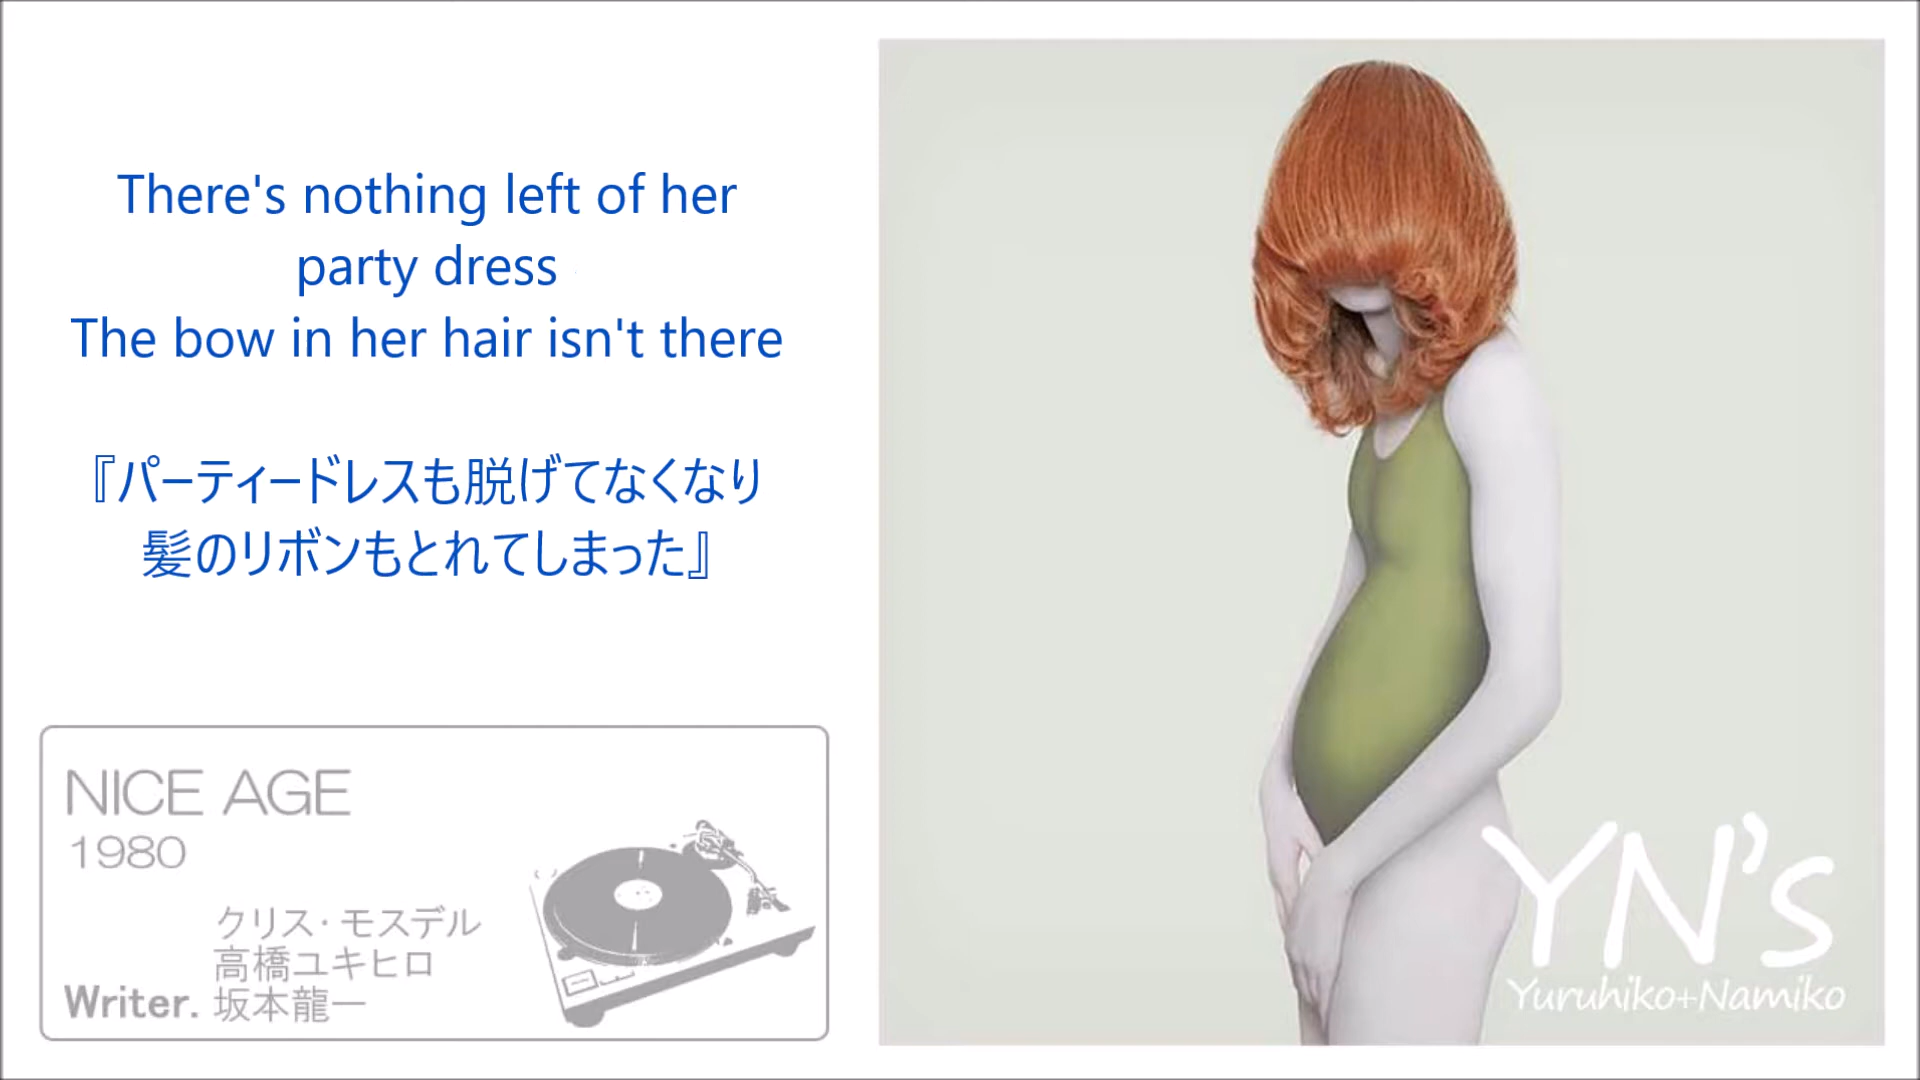 There's nothing left of her
party dress
The bow in her hair isn't there
『パーティードレスも脱げてなくなり
髪のリボンもとれてしまった』
NICE AGE
1980
クリス・モスデル
高橋ユキヒロ
Writer. 坂本龍一
YN's
Yuruhiko+Namiko